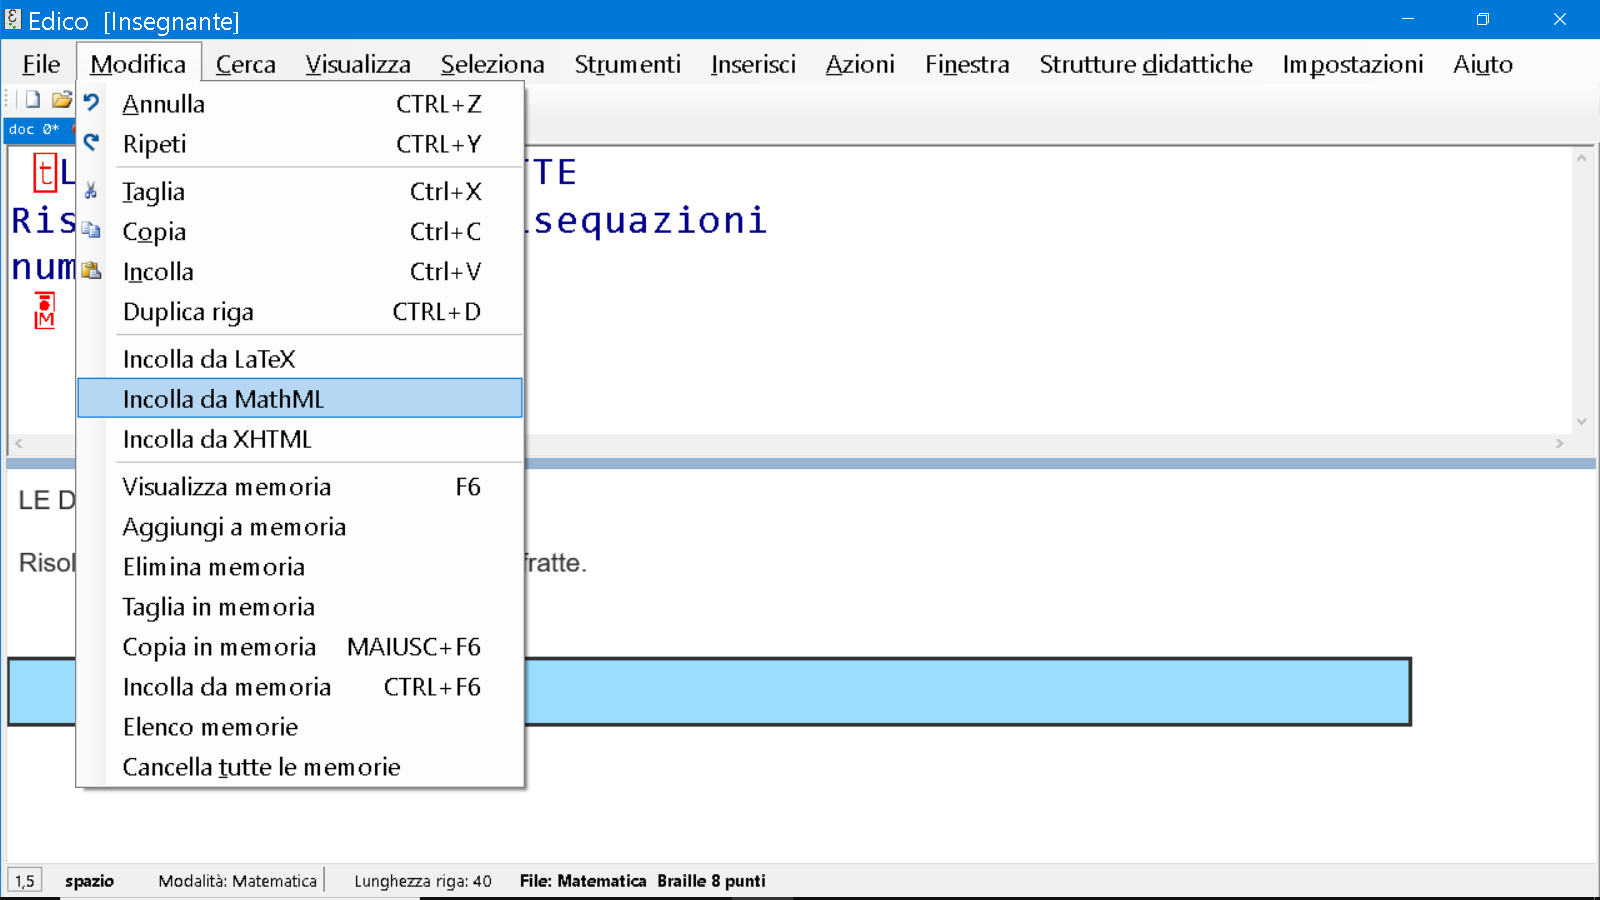 Edico [Insegnante]
File Modifica Cerca Visualizza Seleziona Strumenti Inserisci Azioni Finestra Strutture didattiche Impostazioni Aiuto
doc 0*
Annulla CTRL+Z
Ripeti CTRL+Y
Taglia Ctrl+X
Copia Ctrl+C
Incolla Ctrl+V
Duplica riga CTRL+D
Incolla da LaTeX
Incolla da MathML
Incolla da XHTML
Visualizza memoria F6
Aggiungi a memoria
Elimina memoria
Taglia in memoria
Copia in memoria MAIUSC+F6
Incolla da memoria CTRL+F6
Elenco memorie
Cancella tutte le memorie
t L TTE
Ris isequazioni
num
M
LE D
Risol fratte.
1,5 spazio Modalità: Matematica Lunghezza riga: 40 File: Matematica Braille 8 punti